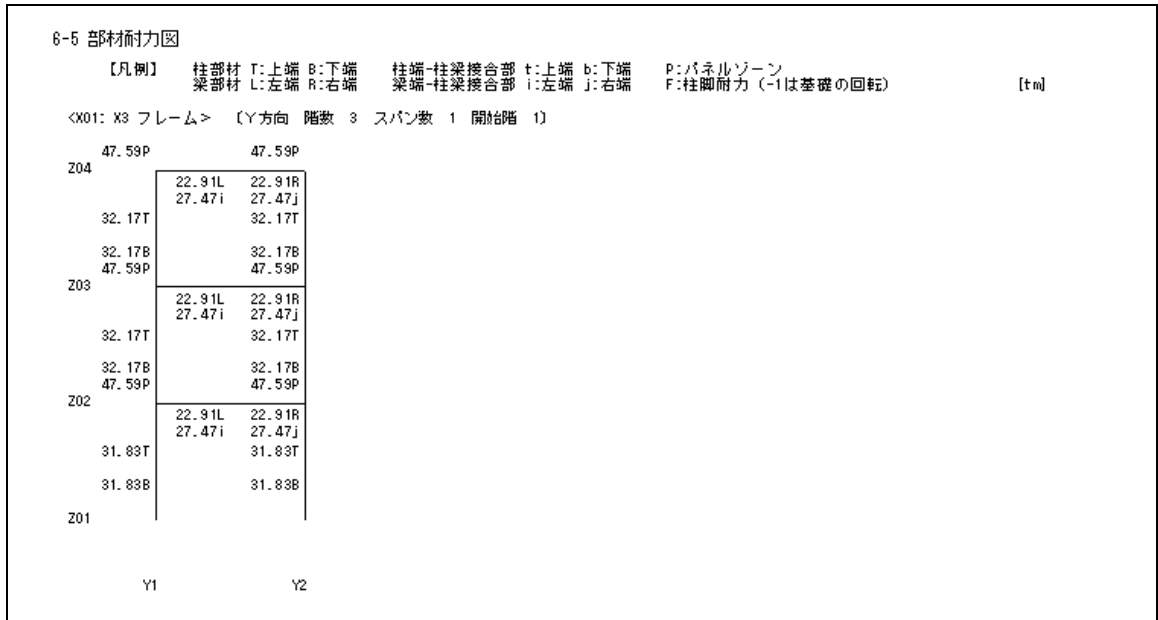 6-5 部材耐力図
【凡例】 柱部材 T:上端 B:下端 柱端-柱梁接合部 t:上端 b:下端 P:パネルゾーン
梁部材 L:左端 R:右端 梁端-柱梁接合部 i:左端 j:右端 F:柱脚耐力 (-1は基礎の回転) [tm]
<X01: X3 フレーム> (Y方向 階数 3 スパン数 1 開始階 1)
47.59P 47.59P
Z04
22.91L 22.91R
27.47i 27.47j
32.17T 32.17T
32.17B 32.17B
47.59P 47.59P
Z03
22.91L 22.91R
27.47i 27.47j
32.17T 32.17T
32.17B 32.17B
47.59P 47.59P
Z02
22.91L 22.91R
27.47i 27.47j
31.83T 31.83T
31.83B 31.83B
Z01
Y1 Y2